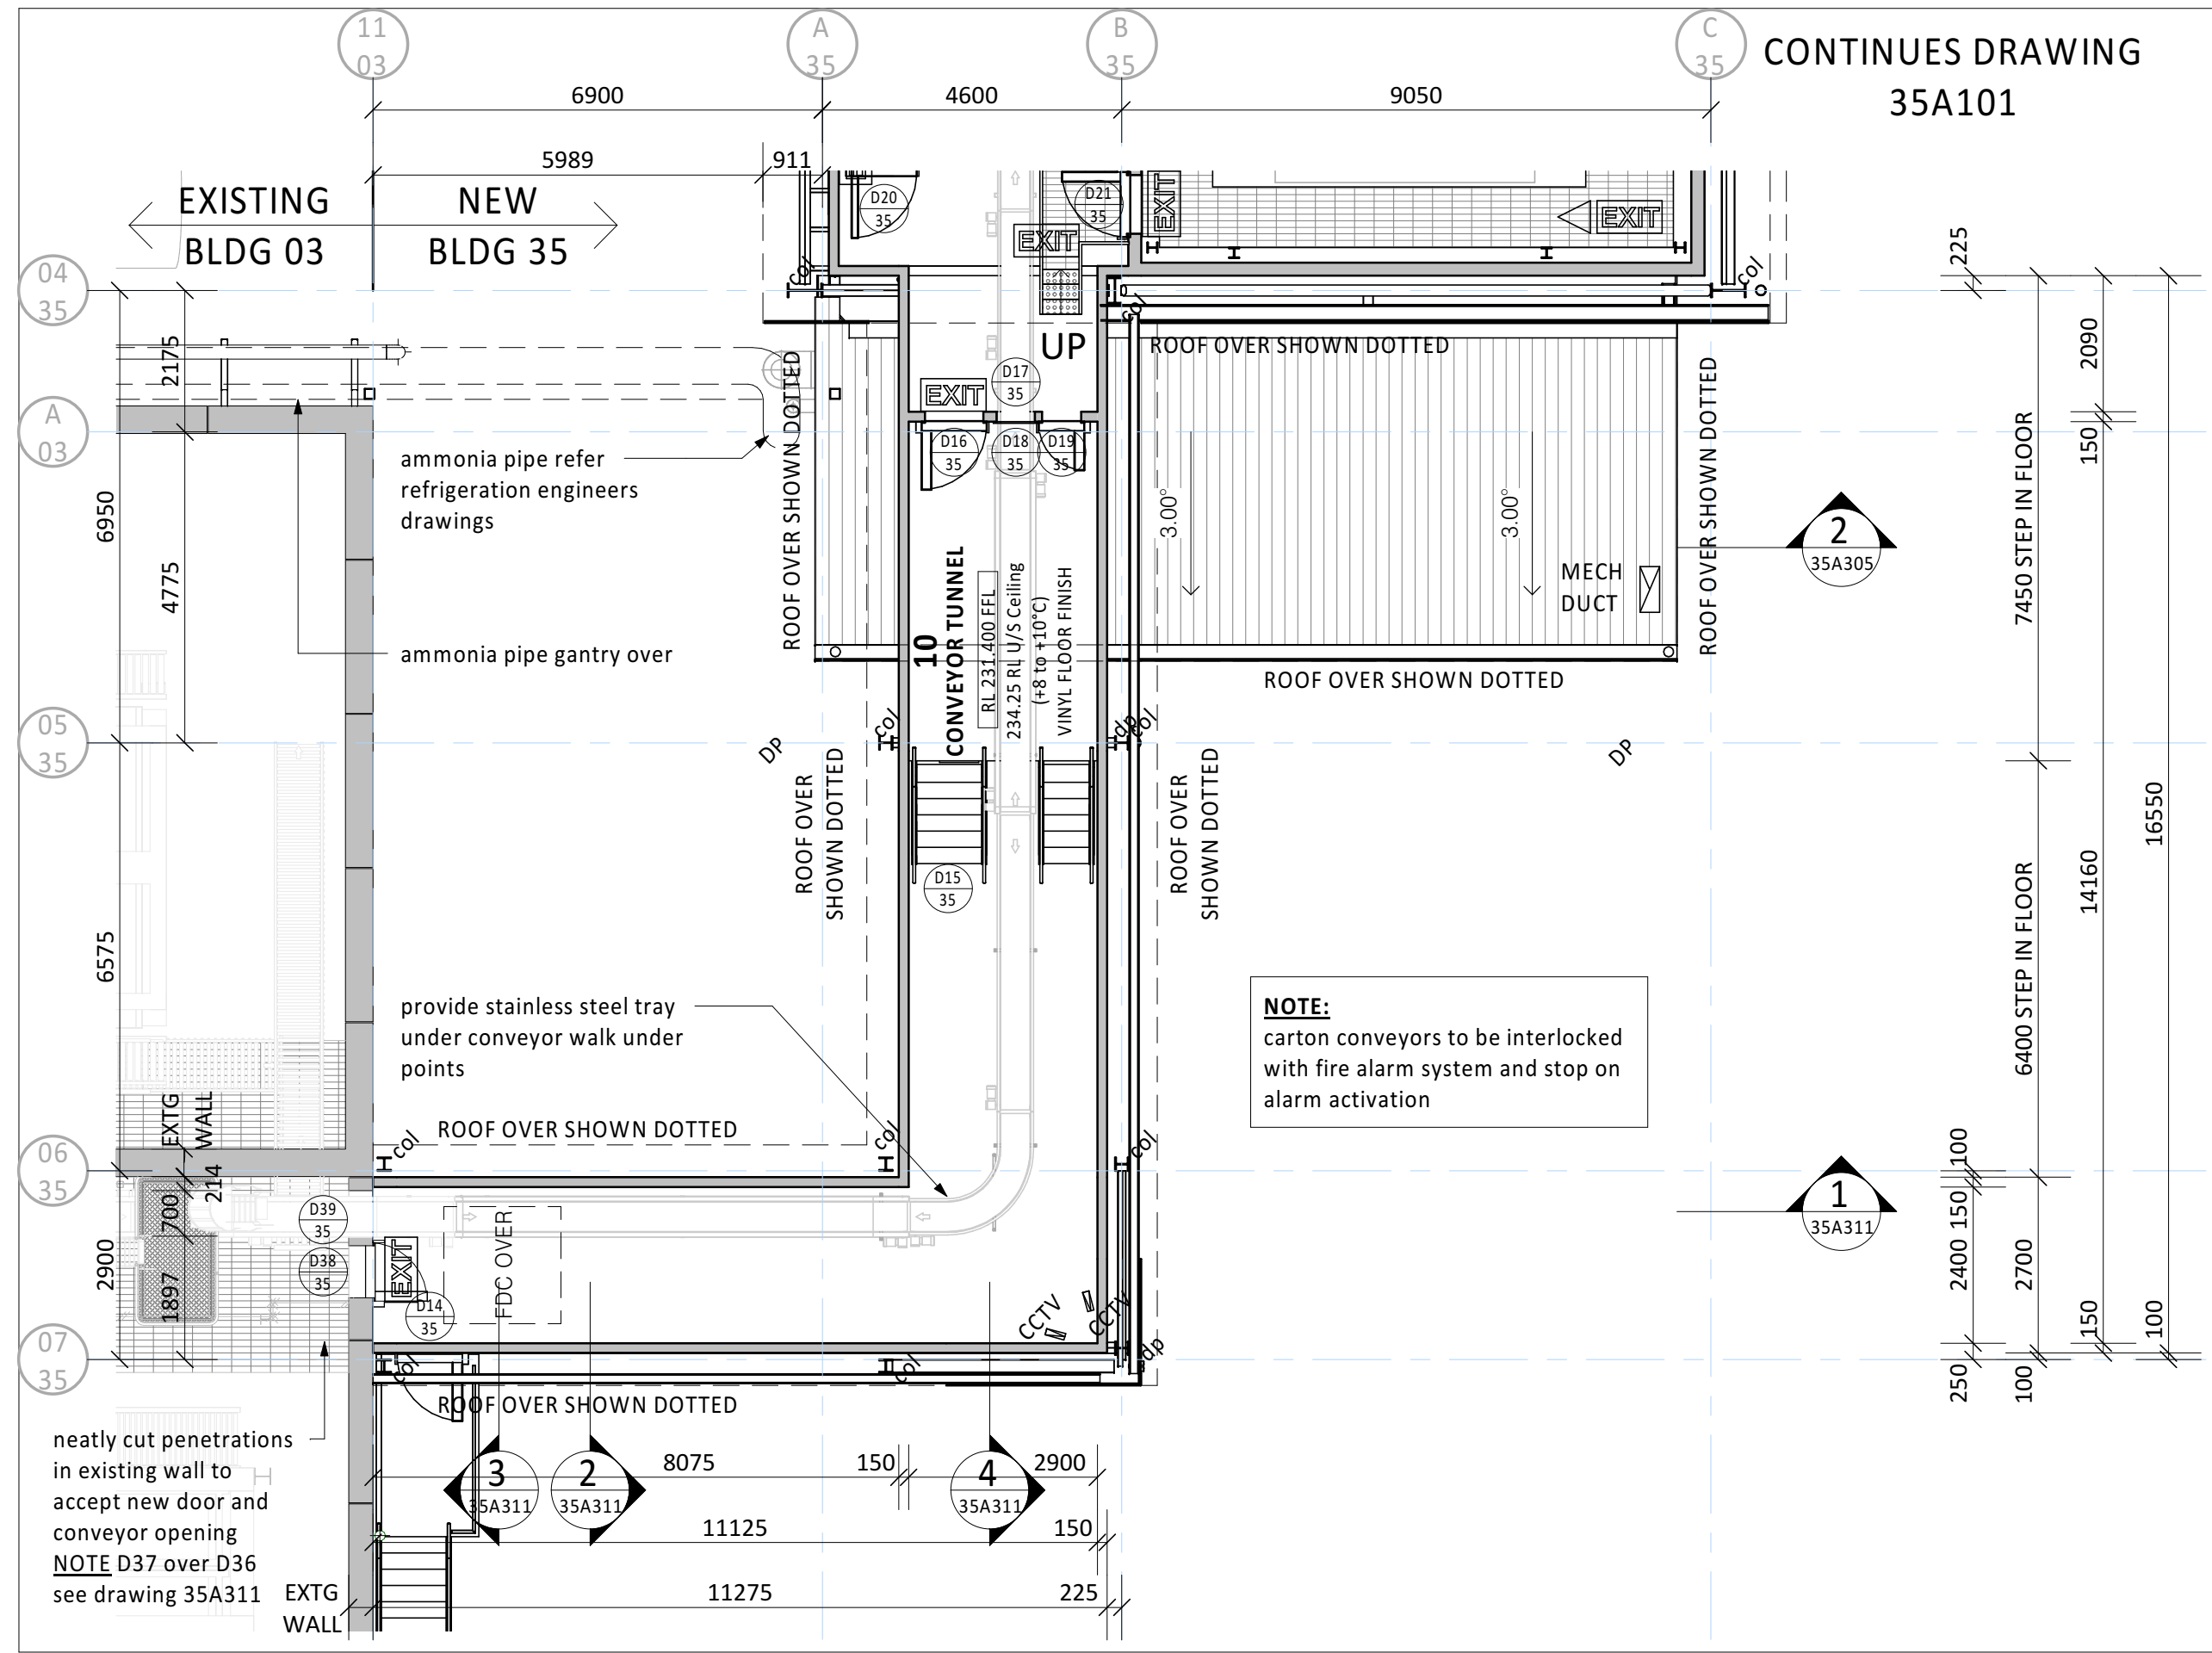 11
03
A
35
B
35
C
35
CONTINUES DRAWING
35A101
6900
4600
9050
5989
911
EXISTING
BLDG 03
NEW
BLDG 35
D20
35
D21
35
EXIT
EXIT
EXIT
225
04
35
col
col
col
2175
UP
ROOF OVER SHOWN DOTTED
2090
D17
35
EXIT
A
03
D16
35
D18
35
D19
35
150
ammonia pipe refer
refrigeration engineers
drawings
ROOF OVER SHOWN DOTTED
ROOF OVER SHOWN DOTTED
7450 STEP IN FLOOR
3.00°
3.00°
2
35A305
6950
4775
MECH
DUCT
10
CONVEYOR TUNNEL
RL 231.400 FFL
234.25 RL U/S Ceiling
(+8 to +10°C)
VINYL FLOOR FINISH
ammonia pipe gantry over
ROOF OVER SHOWN DOTTED
05
35
col
dp
col
DP
DP
ROOF OVER
SHOWN DOTTED
ROOF OVER
SHOWN DOTTED
16550
14160
D15
35
6575
6400 STEP IN FLOOR
provide stainless steel tray
under conveyor walk under
points
NOTE:
carton conveyors to be interlocked
with fire alarm system and stop on
alarm activation
EXTG
WALL
ROOF OVER SHOWN DOTTED
col
col
col
100
06
35
214
700
D39
35
150
1
35A311
2900
1897
D38
35
EXIT
FDC OVER
2400
2700
D14
35
CCTV
CCTV
150
100
07
35
col
col
dp
250
100
ROOF OVER SHOWN DOTTED
neatly cut penetrations
in existing wall to
accept new door and
conveyor opening
NOTE D37 over D36
see drawing 35A311
3
35A311
2
35A311
8075
150
4
35A311
2900
11125
150
EXTG
WALL
11275
225